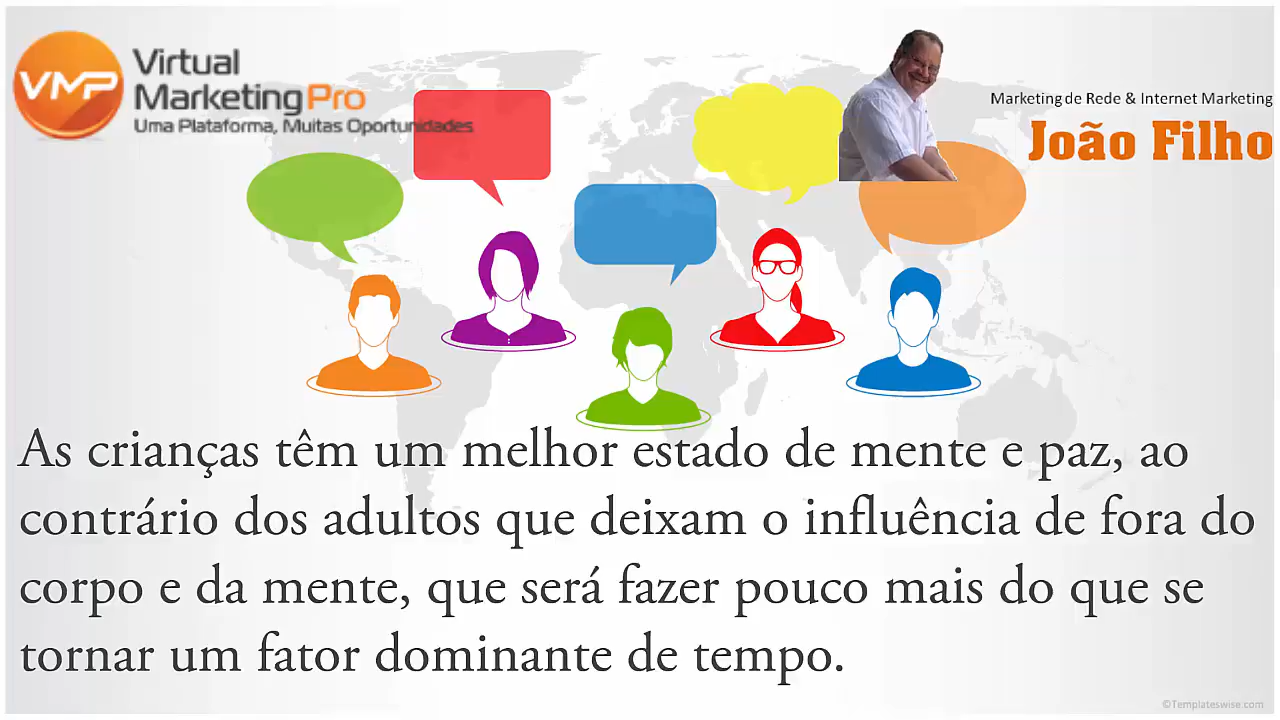 VMP
Virtual
MarketingPro
Uma Plataforma, Muitas Oportunidades
Marketing de Rede & Internet Marketing
João Filho
As crianças têm um melhor estado de mente e paz, ao
contrário dos adultos que deixam o influência de fora do
corpo e da mente, que será fazer pouco mais do que se
tornar um fator dominante de tempo.
©Templateswise.com